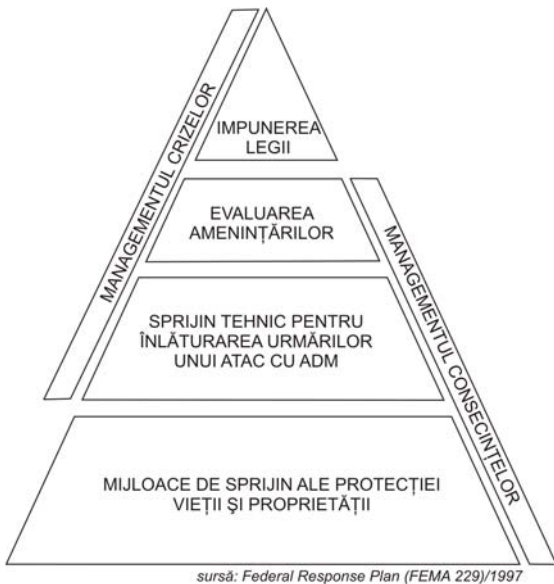 MANAGEMENTUL CRIZELOR
IMPUNEREA
LEGII
EVALUAREA
AMENINȚĂRILOR
MANAGEMENTUL CONSECINȚELOR
SPRIJIN TEHNIC PENTRU
ÎNLĂTURAREA URMĂRILOR
UNUI ATAC CU ADM
MIJLOACE DE SPRIJIN ALE PROTECȚIEI
VIEȚII ŞI PROPRIETĂȚII
sursă: Federal Response Plan (FEMA 229)/1997